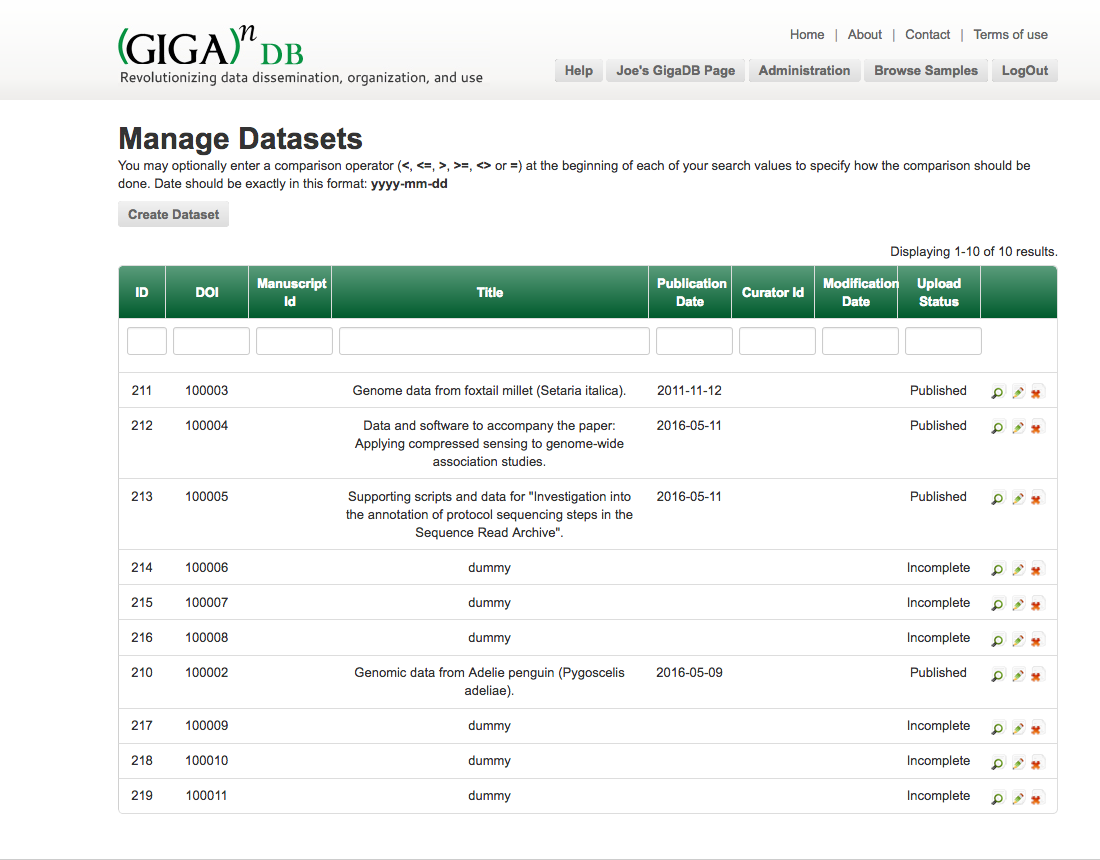 (GIGA)n DB
Revolutionizing data dissemination, organization, and use
Home | About | Contact | Terms of use
Help Joe's GigaDB Page Administration Browse Samples LogOut
Manage Datasets
You may optionally enter a comparison operator (<, <=, >, >=, <> or =) at the beginning of each of your search values to specify how the comparison should be
done. Date should be exactly in this format: yyyy-mm-dd
Create Dataset
Displaying 1-10 of 10 results.
ID DOI Manuscript Id Title Publication Date Curator Id Modification Date Upload Status
211 100003 Genome data from foxtail millet (Setaria italica). 2011-11-12 Published
212 100004 Data and software to accompany the paper: 2016-05-11 Published
Applying compressed sensing to genome-wide
association studies.
213 100005 Supporting scripts and data for "Investigation into 2016-05-11 Published
the annotation of protocol sequencing steps in the
Sequence Read Archive".
214 100006 dummy Incomplete
215 100007 dummy Incomplete
216 100008 dummy Incomplete
210 100002 Genomic data from Adelie penguin (Pygoscelis 2016-05-09 Published
adeliae).
217 100009 dummy Incomplete
218 100010 dummy Incomplete
219 100011 dummy Incomplete